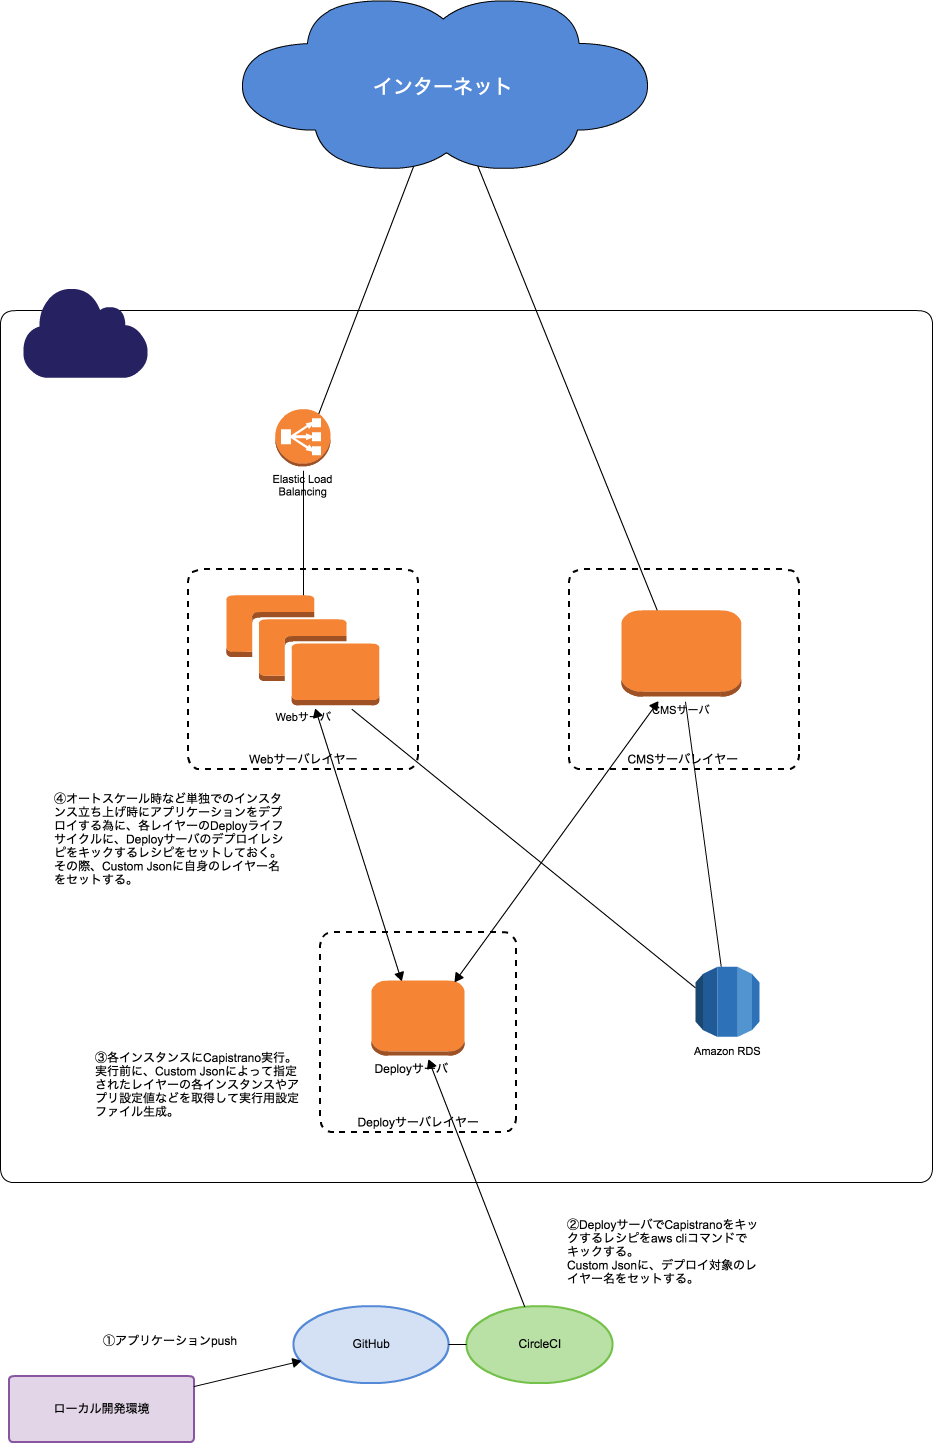 インターネット
Elastic Load
Balancing
Webサーバ
Webサーバレイヤー
CMSサーバ
CMSサーバレイヤー
④オートスケール時など単独でのインスタ
ンス立ち上げ時にアプリケーションをデプ
ロイする為に、各レイヤーのDeployライフ
サイクルに、Deployサーバのデプロイレシ
ピをキックするレシピをセットしておく。
その際、Custom Jsonに自身のレイヤー名
をセットする。
Amazon RDS
③各インスタンスにCapistrano実行。
実行前に、Custom Jsonによって指定
されたレイヤーの各インスタンスやア
プリ設定値などを取得して実行用設定
ファイル生成。
Deployサーバ
Deployサーバレイヤー
②DeployサーバでCapistranoをキッ
クするレシピをaws cliコマンドで
キックする。
Custom Jsonに、デプロイ対象のレ
イヤー名をセットする。
①アプリケーションpush
GitHub
CircleCI
ローカル開発環境